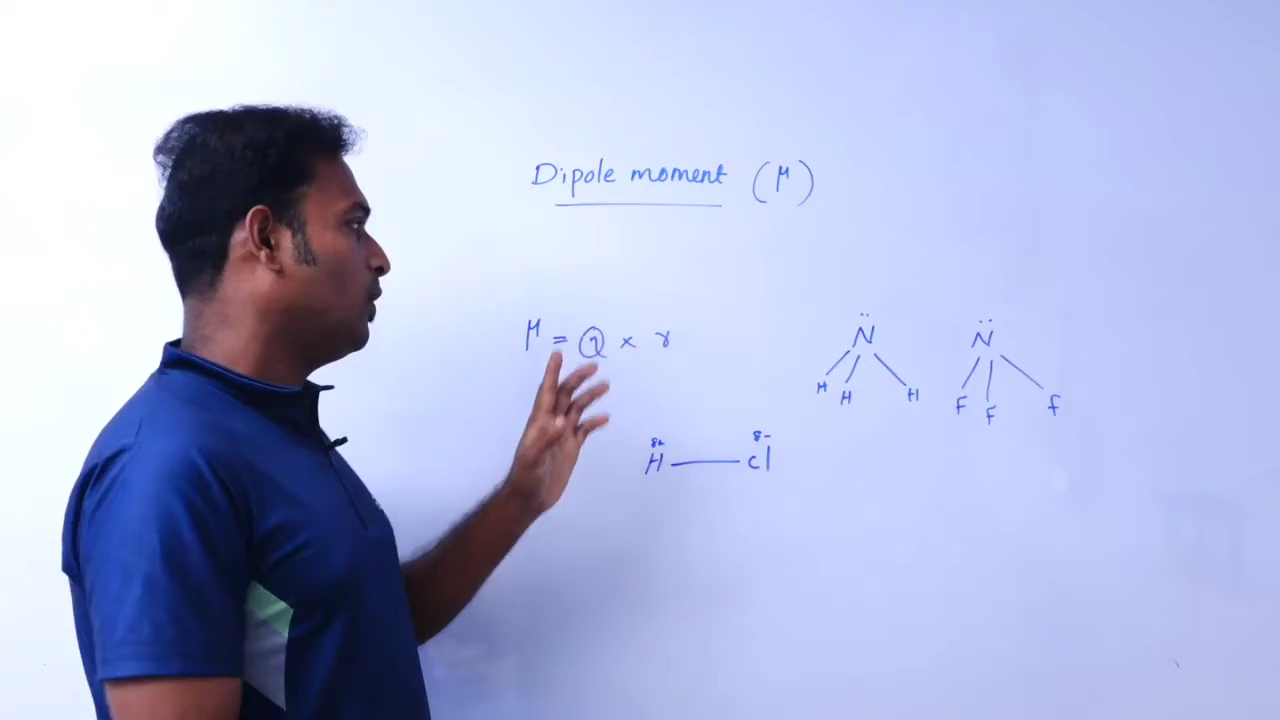 Dipole moment (μ)
μ = q × r
N̈ N̈
H H H F F F
δ+ δ-
H — Cl